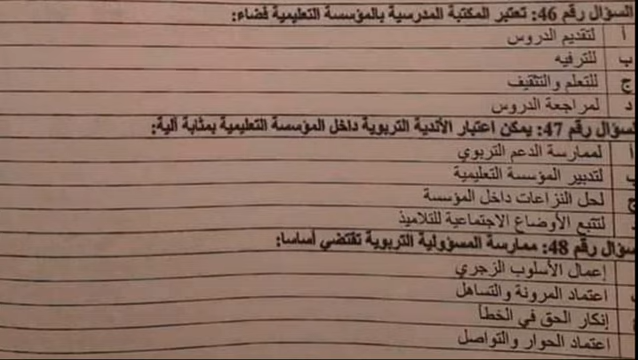 السؤال رقم 46: تعتبر المكتبة المدرسية بالمؤسسة التعليمية فضاء:
أ لتقديم الدروس
ب للترفيه
ج للتعلم والتثقيف
د لمراجعة الدروس
سؤال رقم 47: يمكن اعتبار الأندية التربوية داخل المؤسسة التعليمية بمثابة آلية:
أ لممارسة الدعم التربوي
ب لتدبير المؤسسة التعليمية
ج لحل النزاعات داخل المؤسسة
د لتتبع الأوضاع الاجتماعية للتلاميذ
سؤال رقم 48: ممارسة المسؤولية التربوية تقتضي أساسا:
إعمال الأسلوب الزجري
اعتماد المرونة والتساهل
إنكار الحق في الخطأ
اعتماد الحوار والتواصل